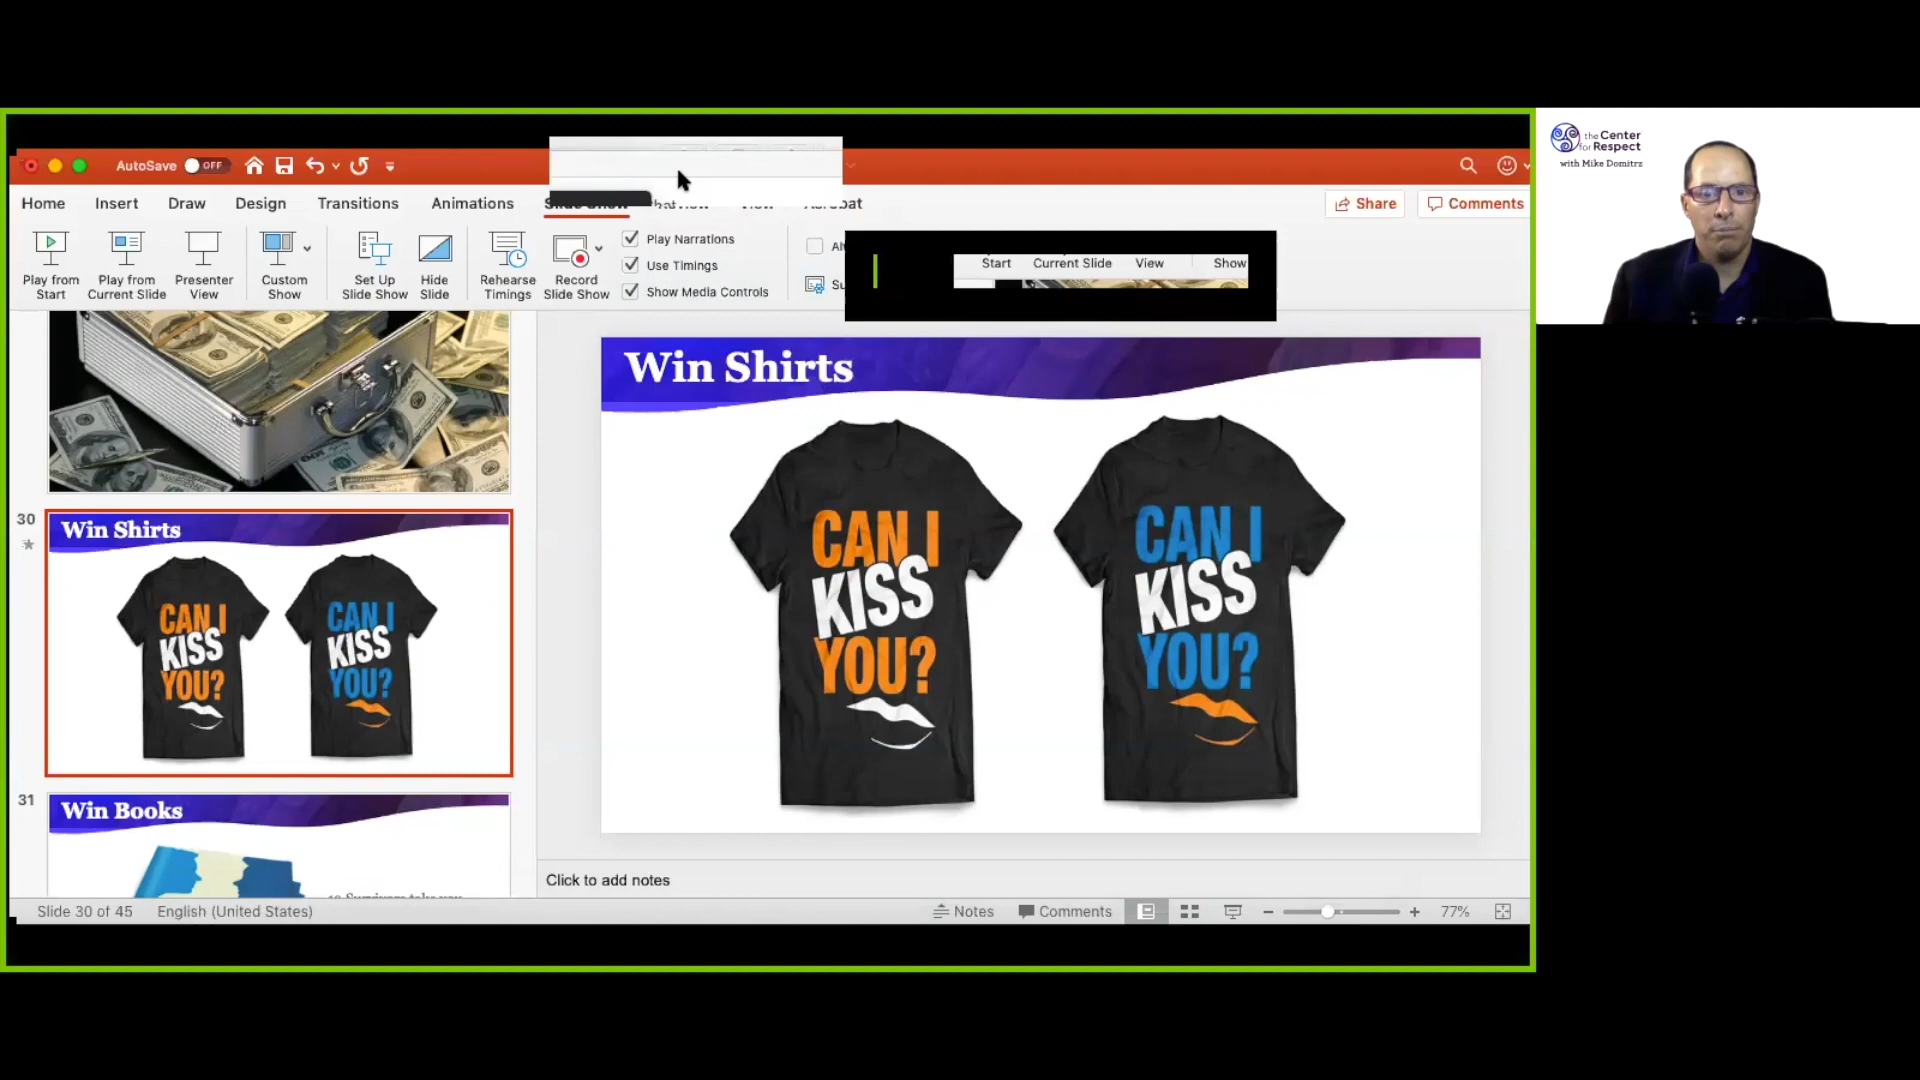 the Center
for Respect
with Mike Domitrz
AutoSave OFF
Home Insert Draw Design Transitions Animations Slide Show View
Share Comments
Play from Start
Play from Current Slide
Presenter View
Custom Show
Set Up Slide Show
Hide Slide
Rehearse Timings
Record Slide Show
Play Narrations
Use Timings
Show Media Controls
Start Current Slide View Show
30
Win Shirts
CAN I
KISS
YOU?
CAN I
KISS
YOU?
31
Win Books
Win Shirts
CAN I
KISS
YOU?
CAN I
KISS
YOU?
Click to add notes
Slide 30 of 45 English (United States) Notes Comments 77%